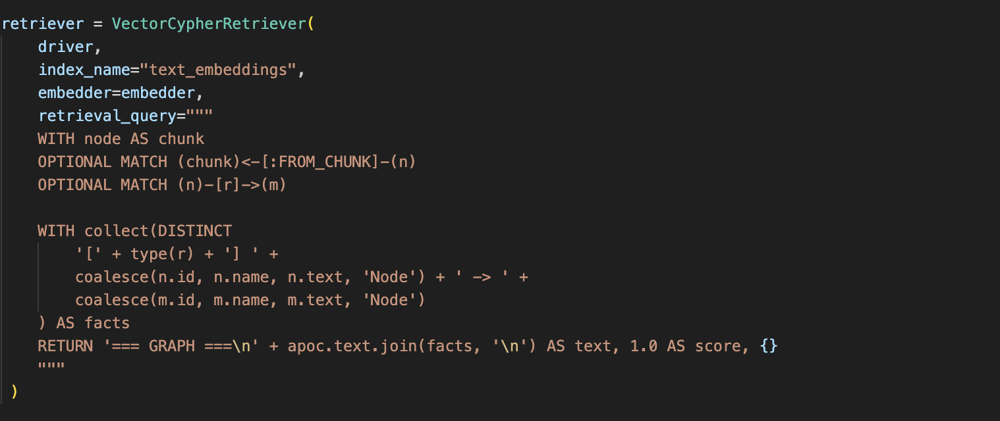 retriever = VectorCypherRetriever(
    driver,
    index_name="text_embeddings",
    embedder=embedder,
    retrieval_query="""
    WITH node AS chunk
    OPTIONAL MATCH (chunk)<-[:FROM_CHUNK]-(n)
    OPTIONAL MATCH (n)-[r]->(m)

    WITH collect(DISTINCT
        '[' + type(r) + '] ' +
        coalesce(n.id, n.name, n.text, 'Node') + ' -> ' +
        coalesce(m.id, m.name, m.text, 'Node')
    ) AS facts
    RETURN '=== GRAPH ===\n' + apoc.text.join(facts, '\n') AS text, 1.0 AS score, {}
    """
)